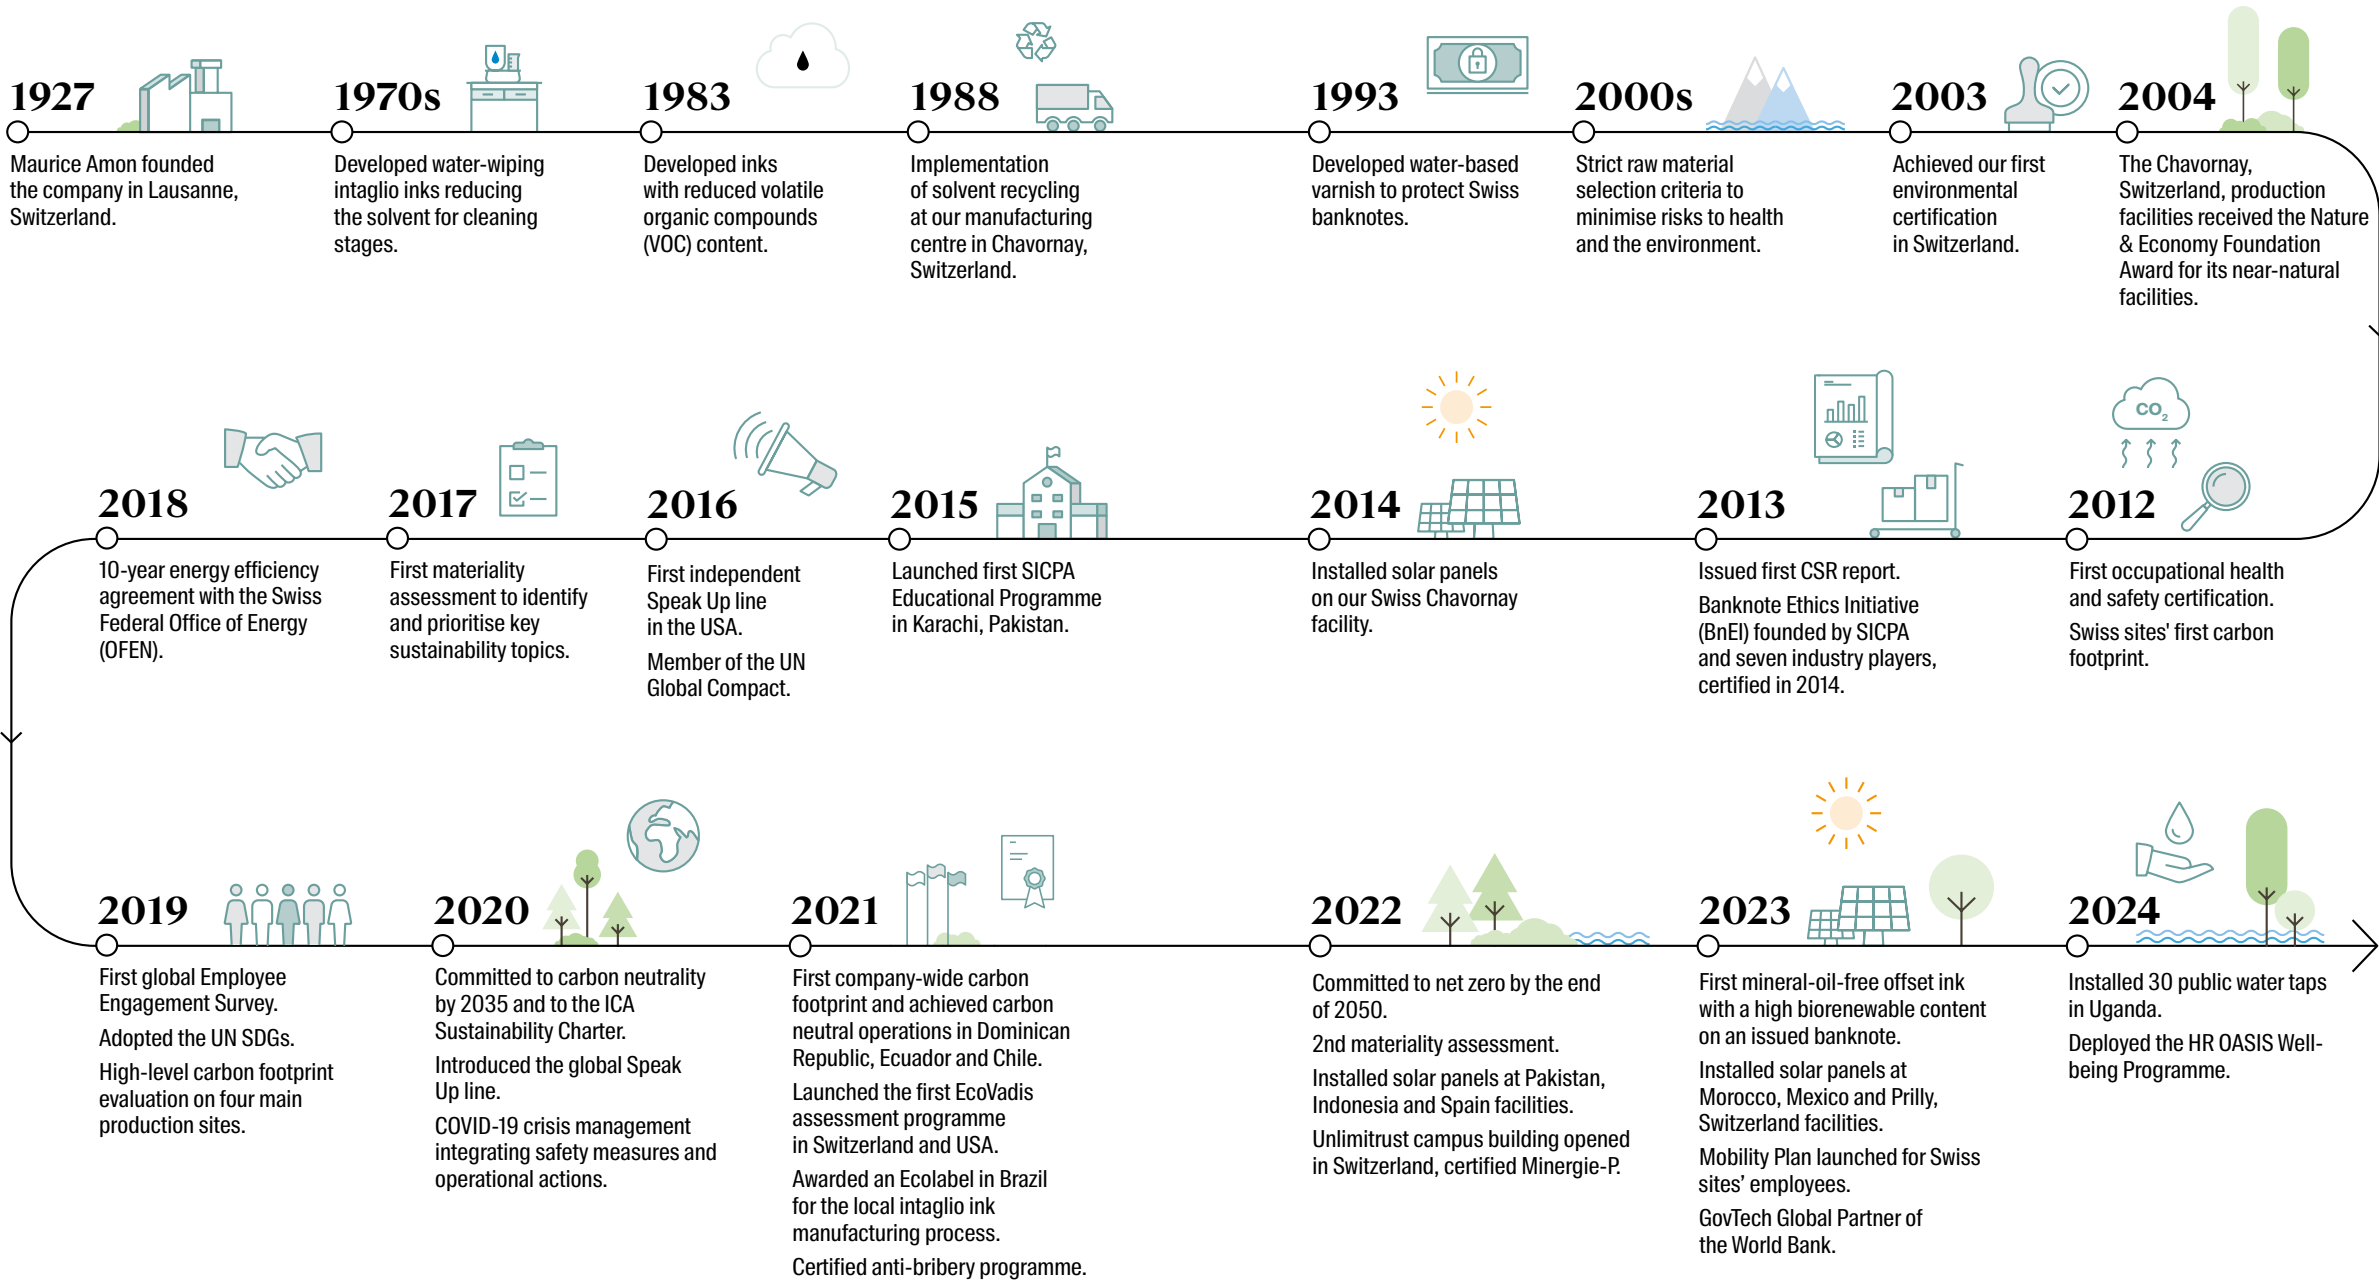 1927
Maurice Amon founded
the company in Lausanne,
Switzerland.
1970s
Developed water-wiping
intaglio inks reducing
the solvent for cleaning
stages.
1983
Developed inks
with reduced volatile
organic compounds
(VOC) content.
1988
Implementation
of solvent recycling
at our manufacturing
centre in Chavornay,
Switzerland.
1993
Developed water-based
varnish to protect Swiss
banknotes.
2000s
Strict raw material
selection criteria to
minimise risks to health
and the environment.
2003
Achieved our first
environmental
certification
in Switzerland.
2004
The Chavornay,
Switzerland, production
facilities received the Nature
& Economy Foundation
Award for its near-natural
facilities.
CO2
2012
First occupational health
and safety certification.
Swiss sites' first carbon
footprint.
2013
Issued first CSR report.
Banknote Ethics Initiative
(BnEI) founded by SICPA
and seven industry players,
certified in 2014.
2014
Installed solar panels
on our Swiss Chavornay
facility.
2015
Launched first SICPA
Educational Programme
in Karachi, Pakistan.
2016
First independent
Speak Up line
in the USA.
Member of the UN
Global Compact.
2017
First materiality
assessment to identify
and prioritise key
sustainability topics.
2018
10-year energy efficiency
agreement with the Swiss
Federal Office of Energy
(OFEN).
2019
First global Employee
Engagement Survey.
Adopted the UN SDGs.
High-level carbon footprint
evaluation on four main
production sites.
2020
Committed to carbon neutrality
by 2035 and to the ICA
Sustainability Charter.
Introduced the global Speak
Up line.
COVID-19 crisis management
integrating safety measures and
operational actions.
2021
First company-wide carbon
footprint and achieved carbon
neutral operations in Dominican
Republic, Ecuador and Chile.
Launched the first EcoVadis
assessment programme
in Switzerland and USA.
Awarded an Ecolabel in Brazil
for the local intaglio ink
manufacturing process.
Certified anti-bribery programme.
2022
Committed to net zero by the end
of 2050.
2nd materiality assessment.
Installed solar panels at Pakistan,
Indonesia and Spain facilities.
Unlimitrust campus building opened
in Switzerland, certified Minergie-P.
2023
First mineral-oil-free offset ink
with a high biorenewable content
on an issued banknote.
Installed solar panels at
Morocco, Mexico and Prilly,
Switzerland facilities.
Mobility Plan launched for Swiss
sites’ employees.
GovTech Global Partner of
the World Bank.
2024
Installed 30 public water taps
in Uganda.
Deployed the HR OASIS Well-
being Programme.